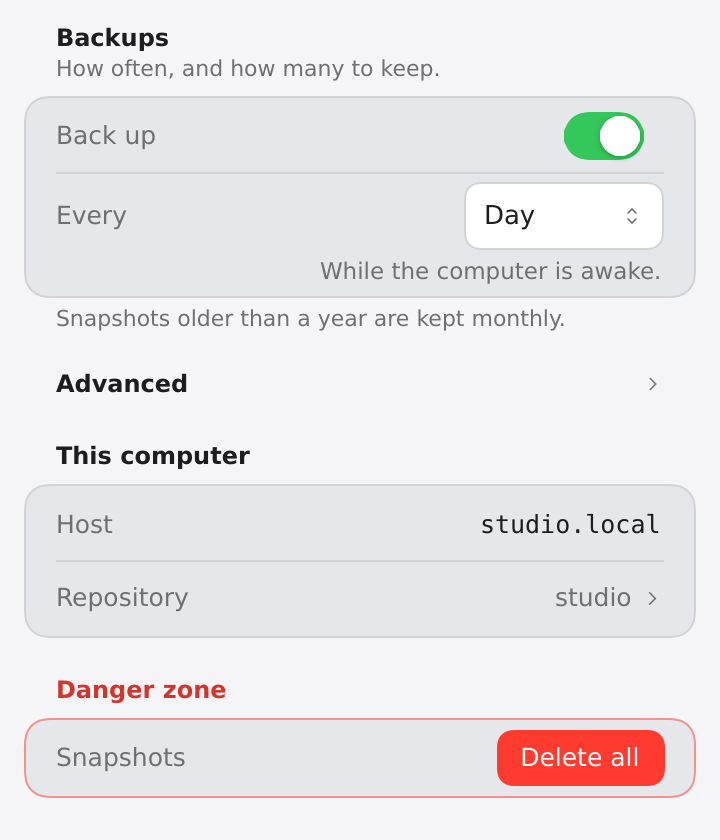 Backups
How often, and how many to keep.
Back up
Every
Day
While the computer is awake.
Snapshots older than a year are kept monthly.
Advanced
This computer
Host
studio.local
Repository
studio
Danger zone
Snapshots
Delete all